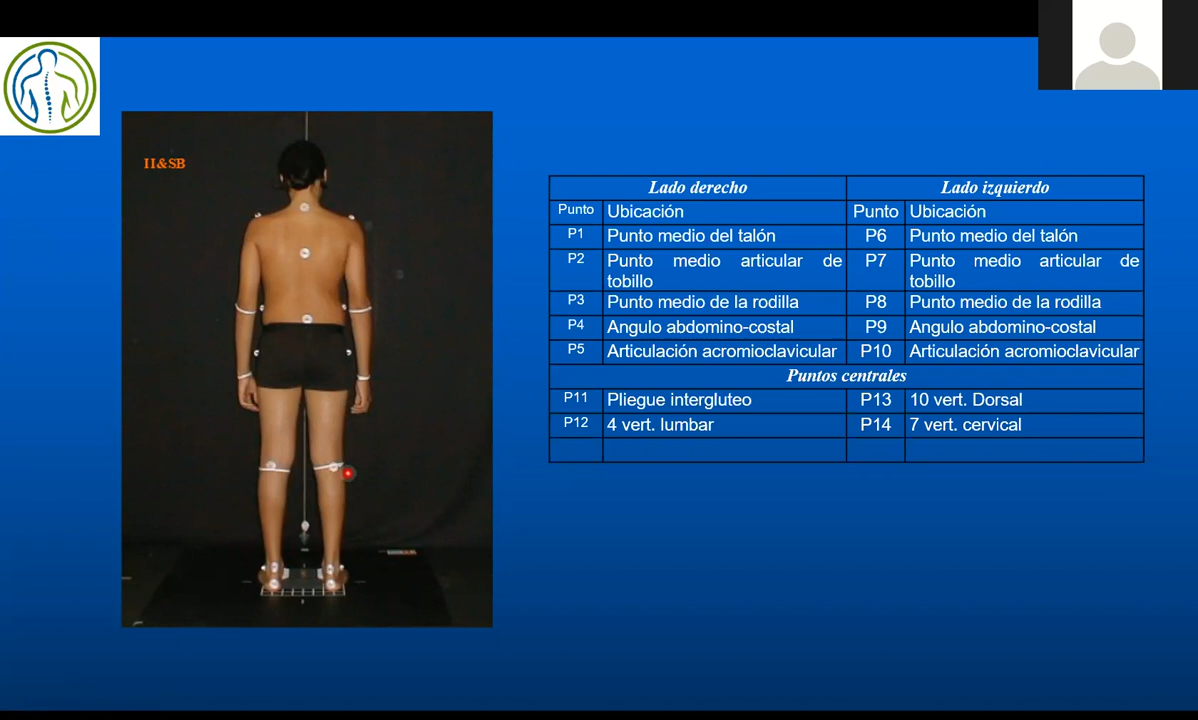 II&SB
Lado derecho Lado izquierdo
Punto Ubicación Punto Ubicación
P1 Punto medio del talón P6 Punto medio del talón
P2 Punto medio articular de P7 Punto medio articular de
tobillo tobillo
P3 Punto medio de la rodilla P8 Punto medio de la rodilla
P4 Angulo abdomino-costal P9 Angulo abdomino-costal
P5 Articulación acromioclavicular P10 Articulación acromioclavicular
Puntos centrales
P11 Pliegue intergluteo P13 10 vert. Dorsal
P12 4 vert. lumbar P14 7 vert. cervical